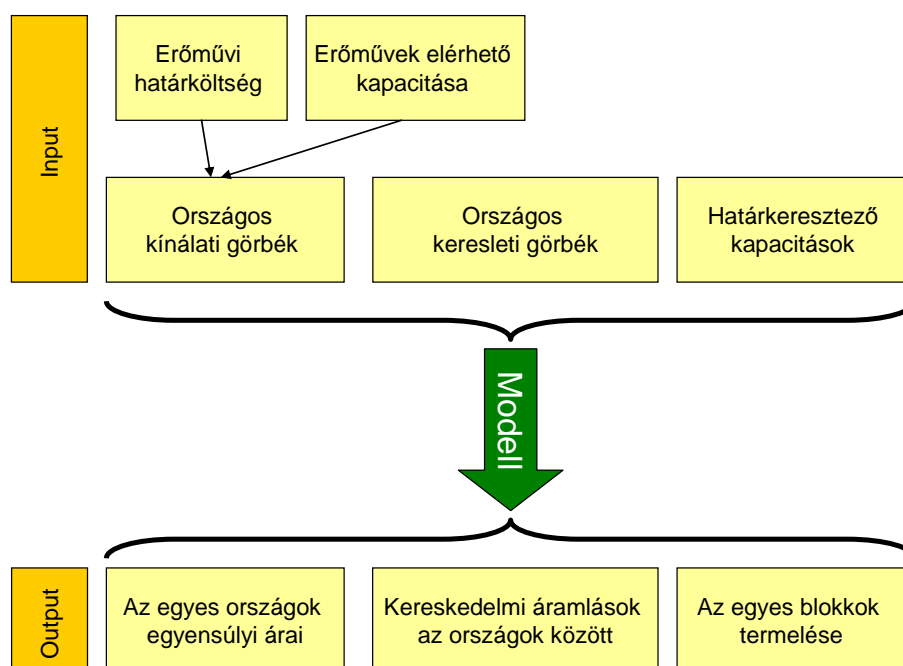 Input
Erőművi
határköltség
Erőművek elérhető
kapacitása
Országos
kínálati görbék
Országos
keresleti görbék
Határkeresztező
kapacitások
Modell
Output
Az egyes országok
egyensúlyi árai
Kereskedelmi áramlások
az országok között
Az egyes blokkok
termelése